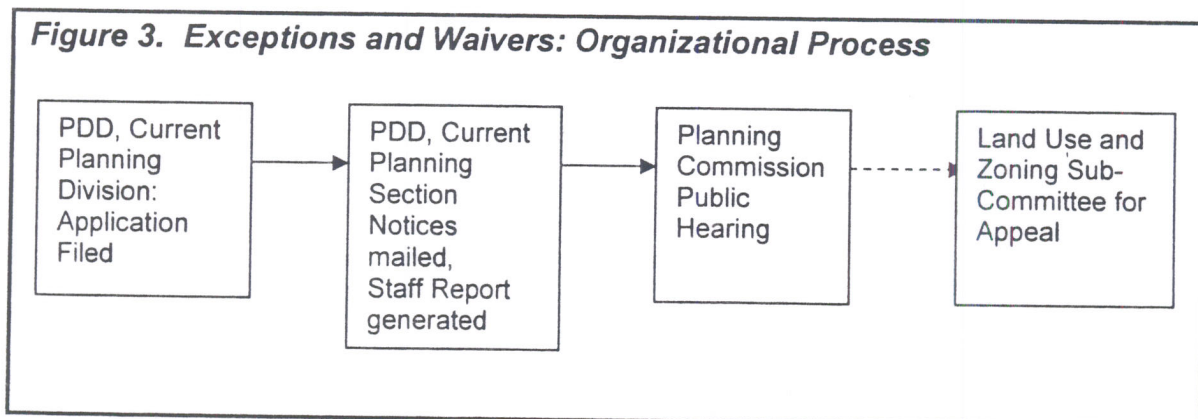 Figure 3. Exceptions and Waivers: Organizational Process
PDD, Current
Planning
Division:
Application
Filed
PDD, Current
Planning
Section
Notices
mailed,
Staff Report
generated
Planning
Commission
Public
Hearing
Land Use and
Zoning Sub-
Committee for
Appeal